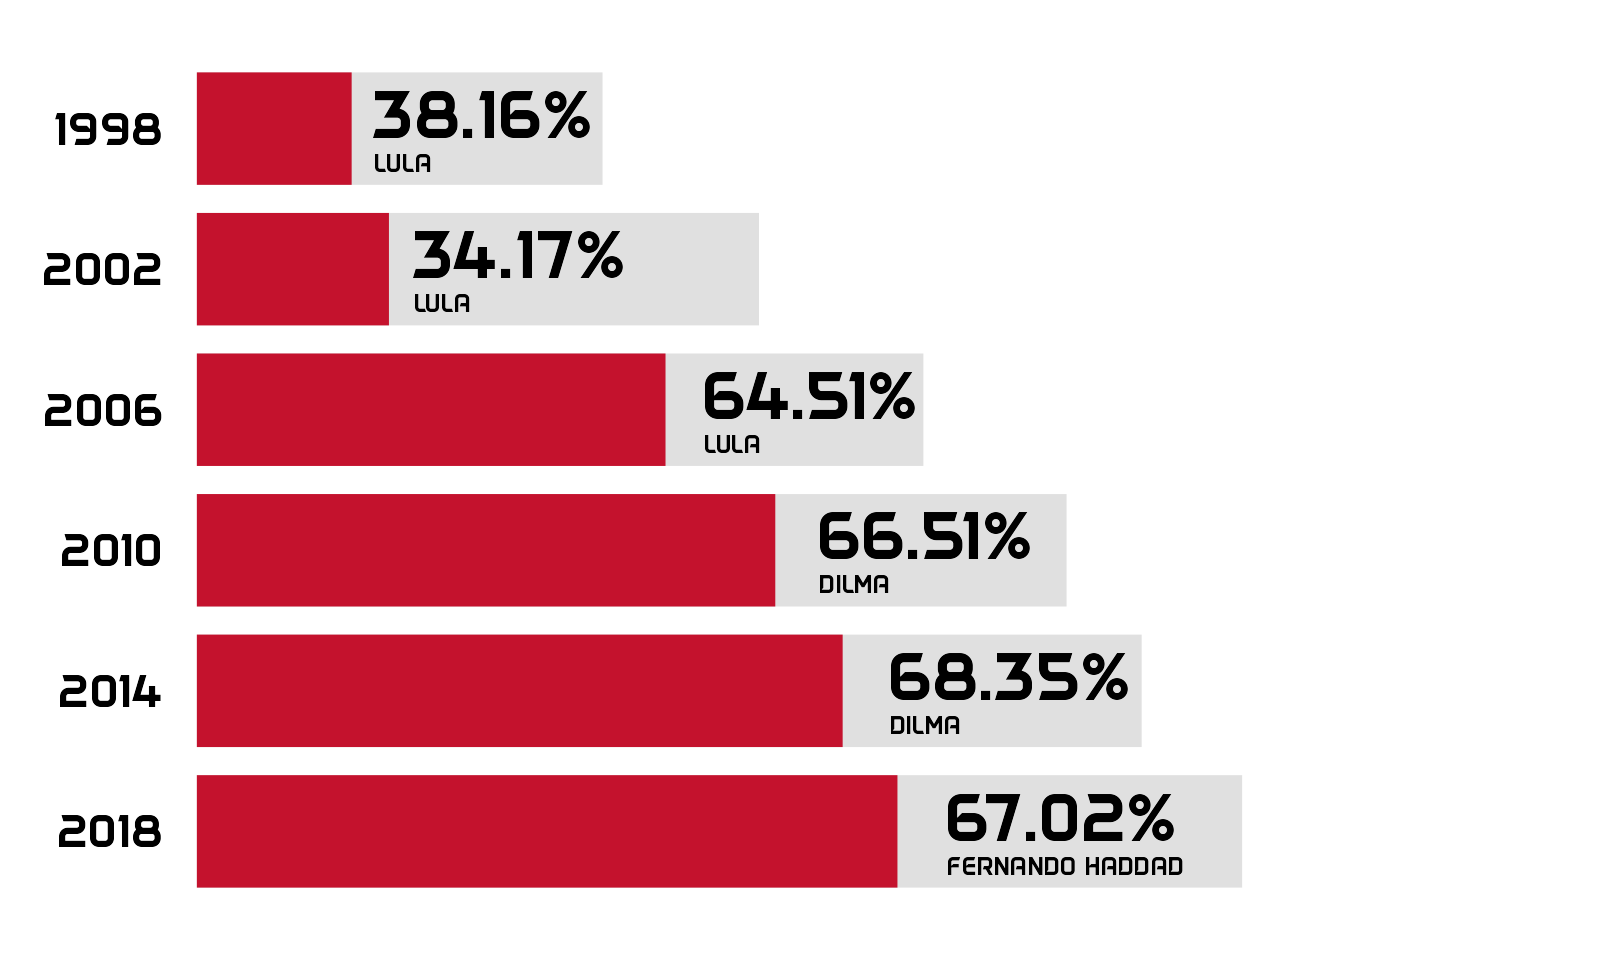 1998
38.16%
LULA
2002
34.17%
LULA
2006
64.51%
LULA
2010
66.51%
DILMA
2014
68.35%
DILMA
2018
67.02%
FERNANDO HADDAD